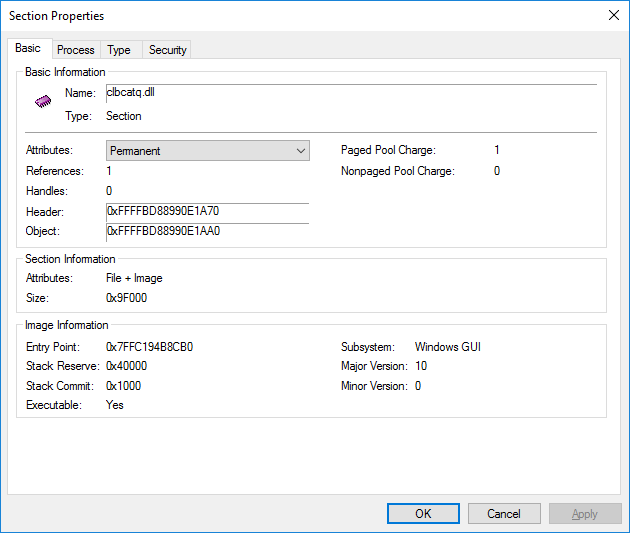 Section Properties
Basic Process Type Security
Basic Information
Name: clbcatq.dll
Type: Section
Attributes: Permanent Paged Pool Charge: 1
References: 1 Nonpaged Pool Charge: 0
Handles: 0
Header: 0xFFFFBD88990E1A70
Object: 0xFFFFBD88990E1AA0
Section Information
Attributes: File + Image
Size: 0x9F000
Image Information
Entry Point: 0x7FFC194B8CB0 Subsystem: Windows GUI
Stack Reserve: 0x40000 Major Version: 10
Stack Commit: 0x1000 Minor Version: 0
Executable: Yes
OK Cancel Apply